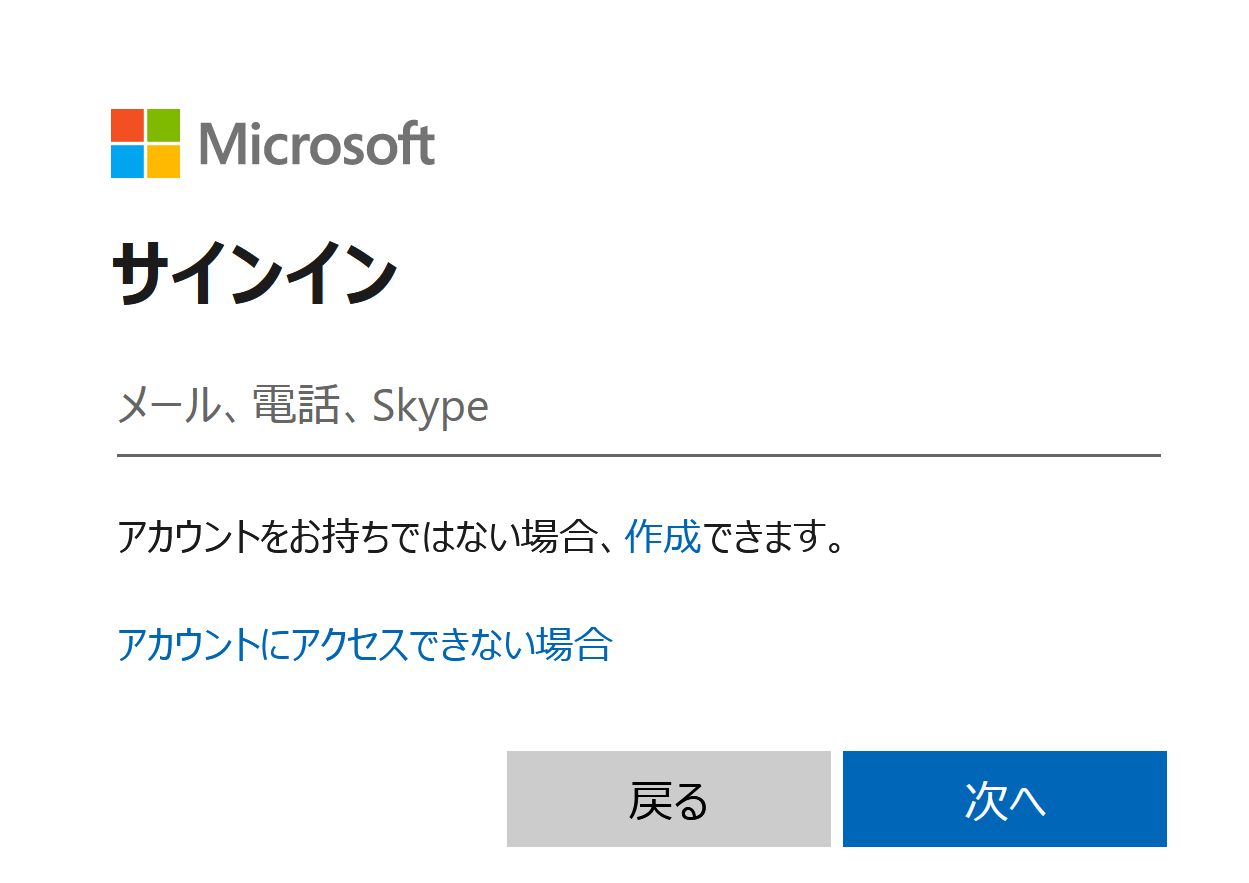 Microsoft
サインイン
メール、電話、Skype
アカウントをお持ちではない場合、作成できます。
アカウントにアクセスできない場合
戻る
次へ